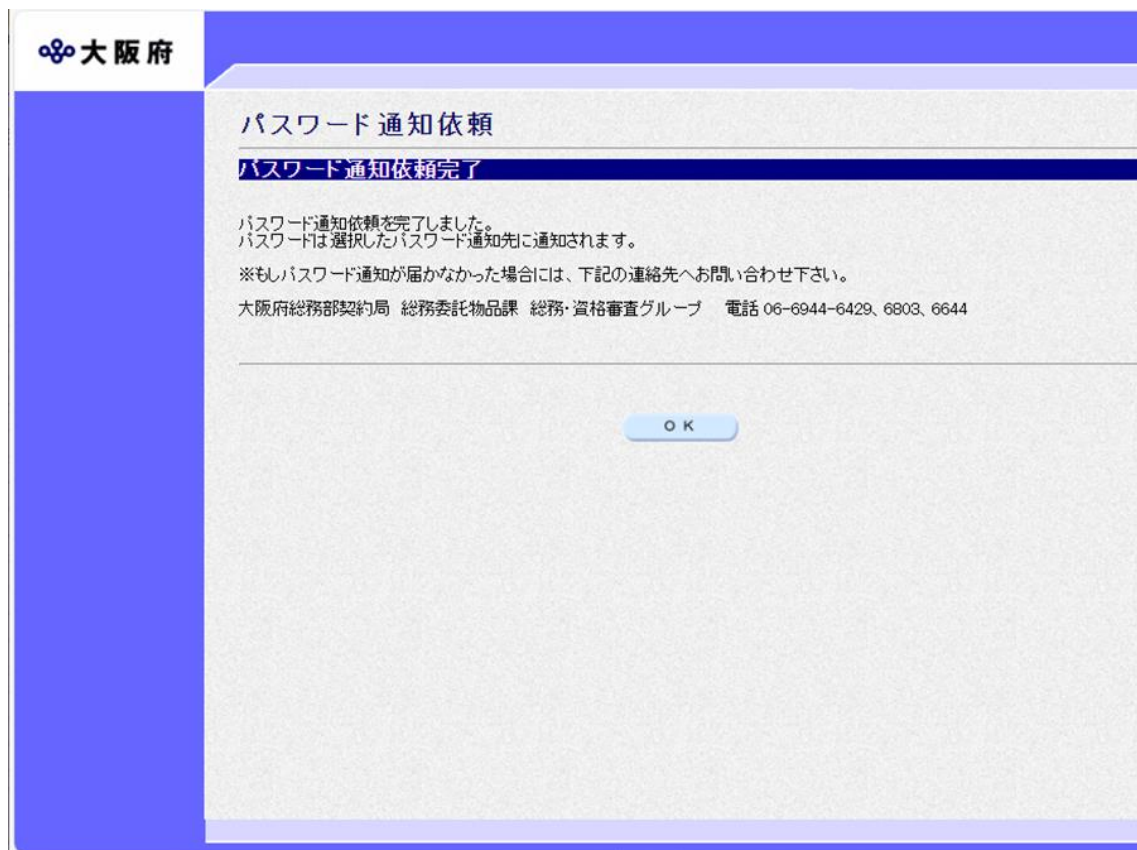 大阪府
パスワード通知依頼
パスワード通知依頼完了
パスワード通知依頼を完了しました。
パスワードは選択したパスワード通知先に通知されます。
※もしパスワード通知が届かなかった場合には、下記の連絡先へお問い合わせ下さい。
大阪府総務部契約局 総務委託物品課 総務・資格審査グループ 電話 06-6944-6429、6803、6644
OK